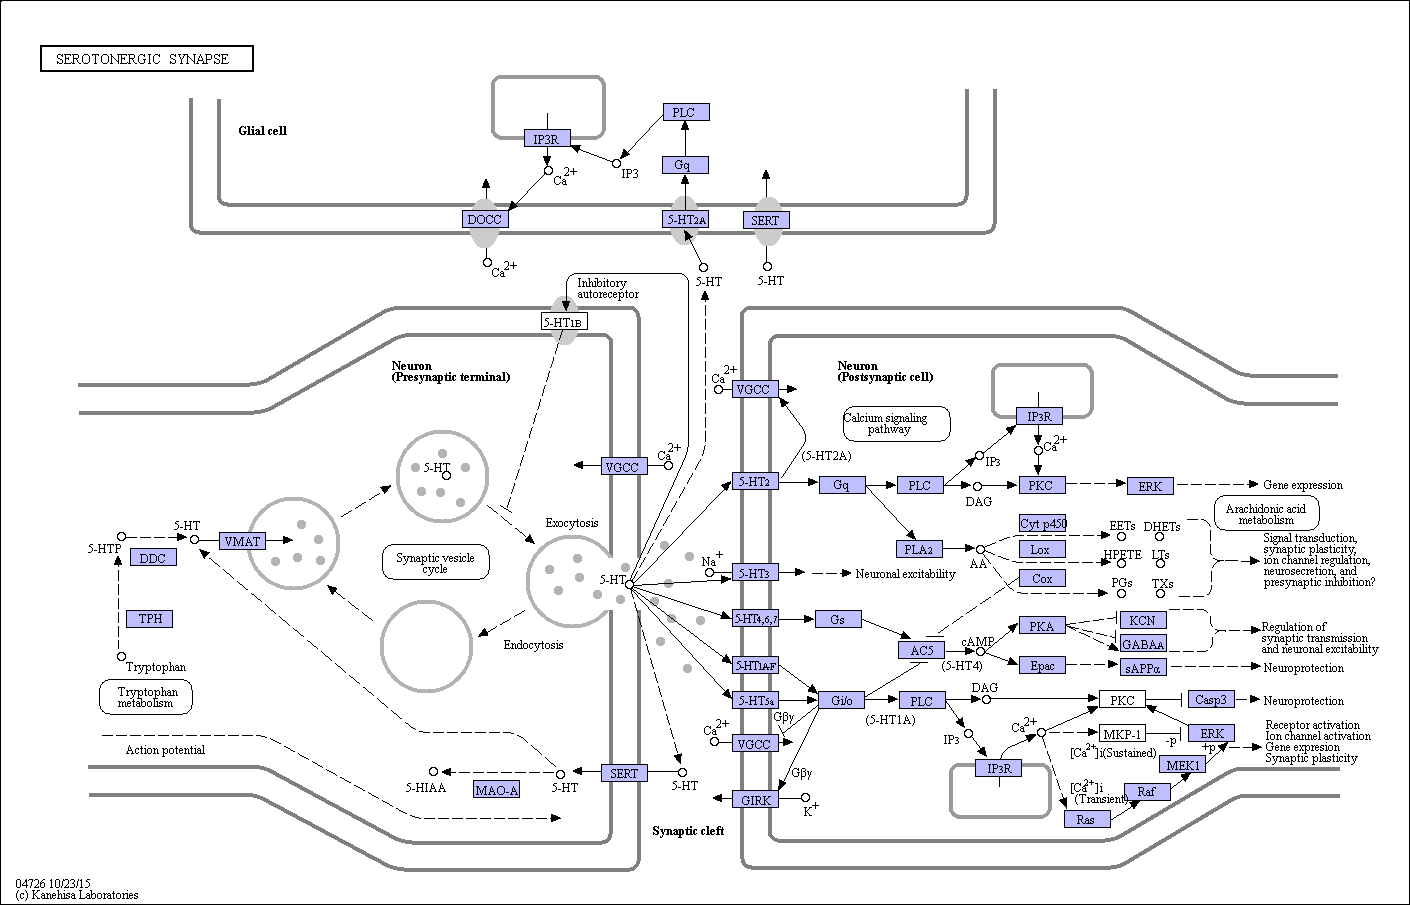 SEROTONERGIC SYNAPSE
Glial cell
PLC
IP3R
IP3
Gq
Ca2+
DOCC
5-HT2A
SERT
Ca2+
5-HT
5-HT
Inhibitory
autoreceptor
5-HT1B
Neuron
(Presynaptic terminal)
Neuron
(Postsynaptic cell)
Ca2+
VGCC
Calcium signaling
pathway
IP3R
Ca2+
(5-HT2A)
IP3
5-HT
VGCC
Ca2+
5-HT2
Gq
PLC
DAG
PKC
ERK
Gene expression
Arachidonic acid
metabolism
Exocytosis
Cyt p450
EETs
DHETs
5-HT
5-HTP
VMAT
DDC
Synaptic vesicle
cycle
PLA2
AA
Lox
HPETE
LTs
Signal transduction,
synaptic plasticity,
ion channel regulation,
neurosecretion, and
presynaptic inhibition?
Na+
5-HT3
Neuronal excitability
5-HT
Cox
PGs
TXs
TPH
5-HT4,6,7
Gs
PKA
KCN
GABAA
Regulation of
synaptic transmission
and neuronal excitability
Endocytosis
AC5
cAMP
(5-HT4)
Epac
sAPPα
Neuroprotection
Tryptophan
Tryptophan
metabolism
5-HT1A-F
5-HT5a
Gi/o
PLC
DAG
PKC
Casp3
Neuroprotection
(5-HT1A)
Gβγ
Ca2+
VGCC
IP3
Ca2+
MKP-1
-p
ERK
+p
Receptor activation
Ion channel activation
Gene expresion
Synaptic plasticity
[Ca2+]i(Sustained)
Action potential
IP3R
MEK1
Gβγ
5-HIAA
MAO-A
5-HT
SERT
5-HT
GIRK
K+
[Ca2+]i
(Transient)
Raf
Ras
Synaptic cleft
04726 10/23/15
(c) Kanehisa Laboratories